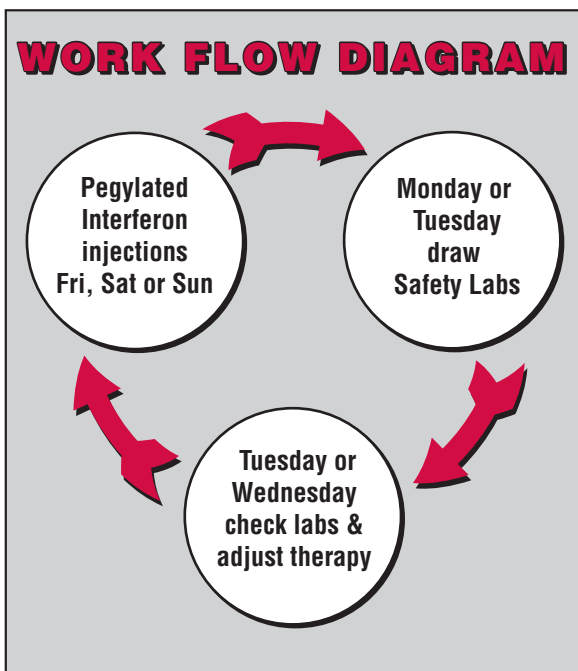 WORK FLOW DIAGRAM
Pegylated
Interferon
injections
Fri, Sat or Sun
Monday or
Tuesday
draw
Safety Labs
Tuesday or
Wednesday
check labs &
adjust therapy